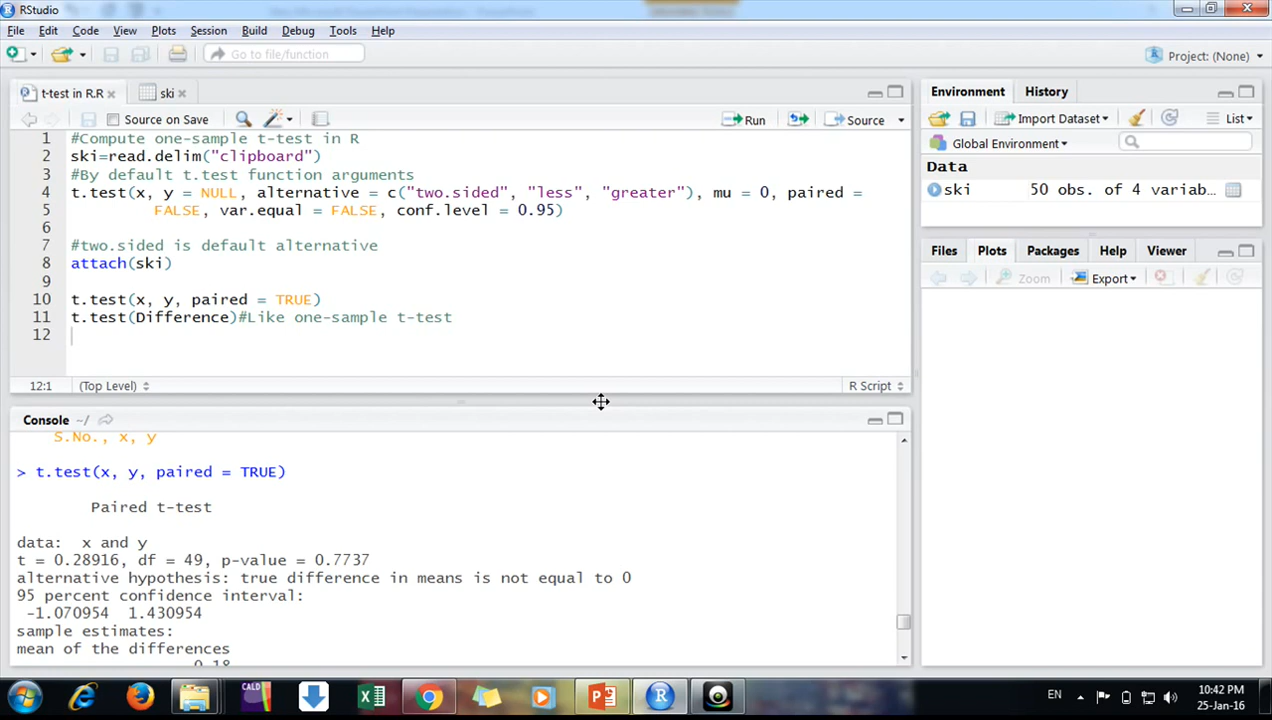 RStudio
File Edit Code View Plots Session Build Debug Tools Help
Go to file/function
Project: (None)
t-test in R.R
ski
Source on Save
Run
Source
1 #Compute one-sample t-test in R
2 ski=read.delim("clipboard")
3 #By default t.test function arguments
4 t.test(x, y = NULL, alternative = c("two.sided", "less", "greater"), mu = 0, paired =
5 FALSE, var.equal = FALSE, conf.level = 0.95)
6
7 #two.sided is default alternative
8 attach(ski)
9
10 t.test(x, y, paired = TRUE)
11 t.test(Difference)#Like one-sample t-test
12
12:1 (Top Level) R Script
Console ~/
S.No., x, y
> t.test(x, y, paired = TRUE)
Paired t-test
data: x and y
t = 0.28916, df = 49, p-value = 0.7737
alternative hypothesis: true difference in means is not equal to 0
95 percent confidence interval:
-1.070954 1.430954
sample estimates:
mean of the differences
0.18
Environment History
Import Dataset List
Global Environment
Data
ski 50 obs. of 4 variab...
Files Plots Packages Help Viewer
Zoom Export
CALD
EN
10:42 PM
25-Jan-16